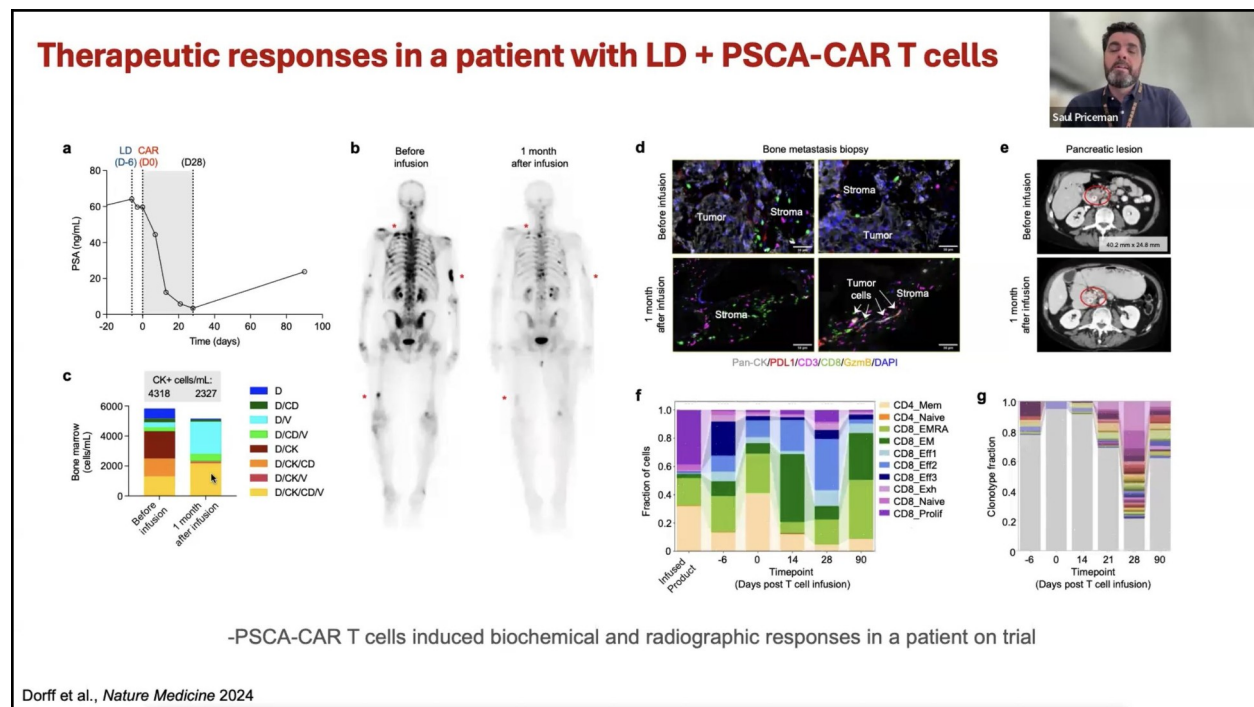 Therapeutic responses in a patient with LD + PSCA-CAR T cells
Saul Priceman
a
LD CAR
(D-6) (D0) (D28)
80
60
40
20
0
PSA (ng/mL)
-20 0 20 40 60 80 100
Time (days)
b
Before infusion
1 month after infusion
*
*
*
*
*
*
c
CK+ cells/mL:
4318 2327
6000
4000
2000
0
Bone marrow (cells/mL)
Before infusion
1 month after infusion
D
D/CD
D/V
D/CD/V
D/CK
D/CK/CD
D/CK/V
D/CK/CD/V
d
Bone metastasis biopsy
Before infusion
Tumor
Stroma
Stroma
Tumor
1 month after infusion
Stroma
Tumor cells
Stroma
Pan-CK/PDL1/CD3/CD8/GzmB/DAPI
e
Pancreatic lesion
Before infusion
40.2 mm x 24.8 mm
1 month after infusion
f
1.0
0.8
0.6
0.4
0.2
0
Fraction of cells
Infused Product
-6 0 14 28 90
Timepoint
(Days post T cell infusion)
CD4_Mem
CD4_Naive
CD8_EMRA
CD8_EM
CD8_Eff1
CD8_Eff2
CD8_Eff3
CD8_Exh
CD8_Naive
CD8_Prolif
g
1.0
0.8
0.6
0.4
0.2
0
Clonotype fraction
-6 0 14 21 28 90
Timepoint
(Days post T cell infusion)
-PSCA-CAR T cells induced biochemical and radiographic responses in a patient on trial
Dorff et al., Nature Medicine 2024